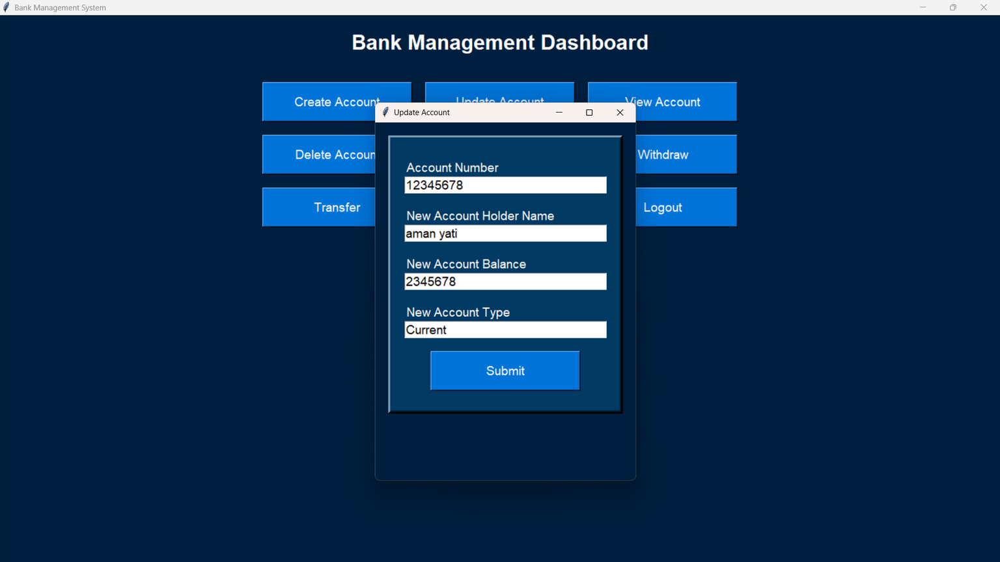 Bank Management System
Bank Management Dashboard
Create Account
Update Account
View Account
Update Account
Delete Accoun
Withdraw
Transfer
Logout
Account Number
12345678
New Account Holder Name
aman yati
New Account Balance
2345678
New Account Type
Current
Submit